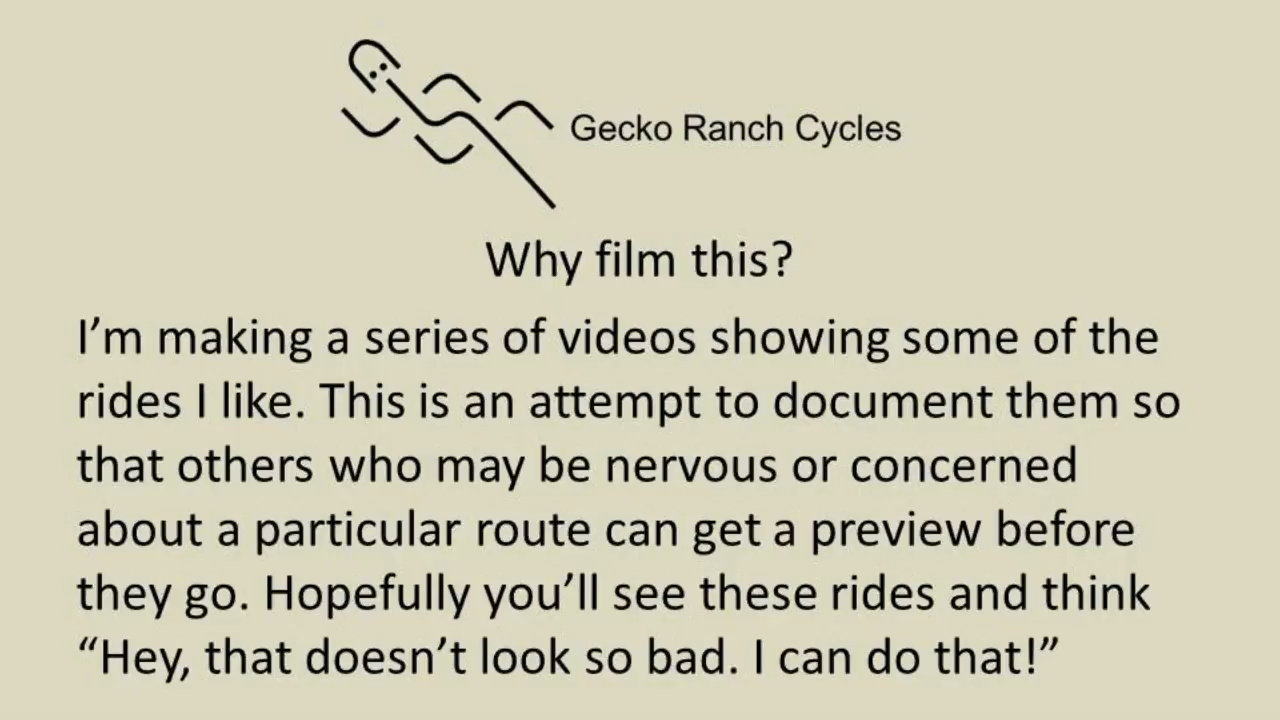 Gecko Ranch Cycles
Why film this?
I’m making a series of videos showing some of the
rides I like. This is an attempt to document them so
that others who may be nervous or concerned
about a particular route can get a preview before
they go. Hopefully you’ll see these rides and think
“Hey, that doesn’t look so bad. I can do that!”